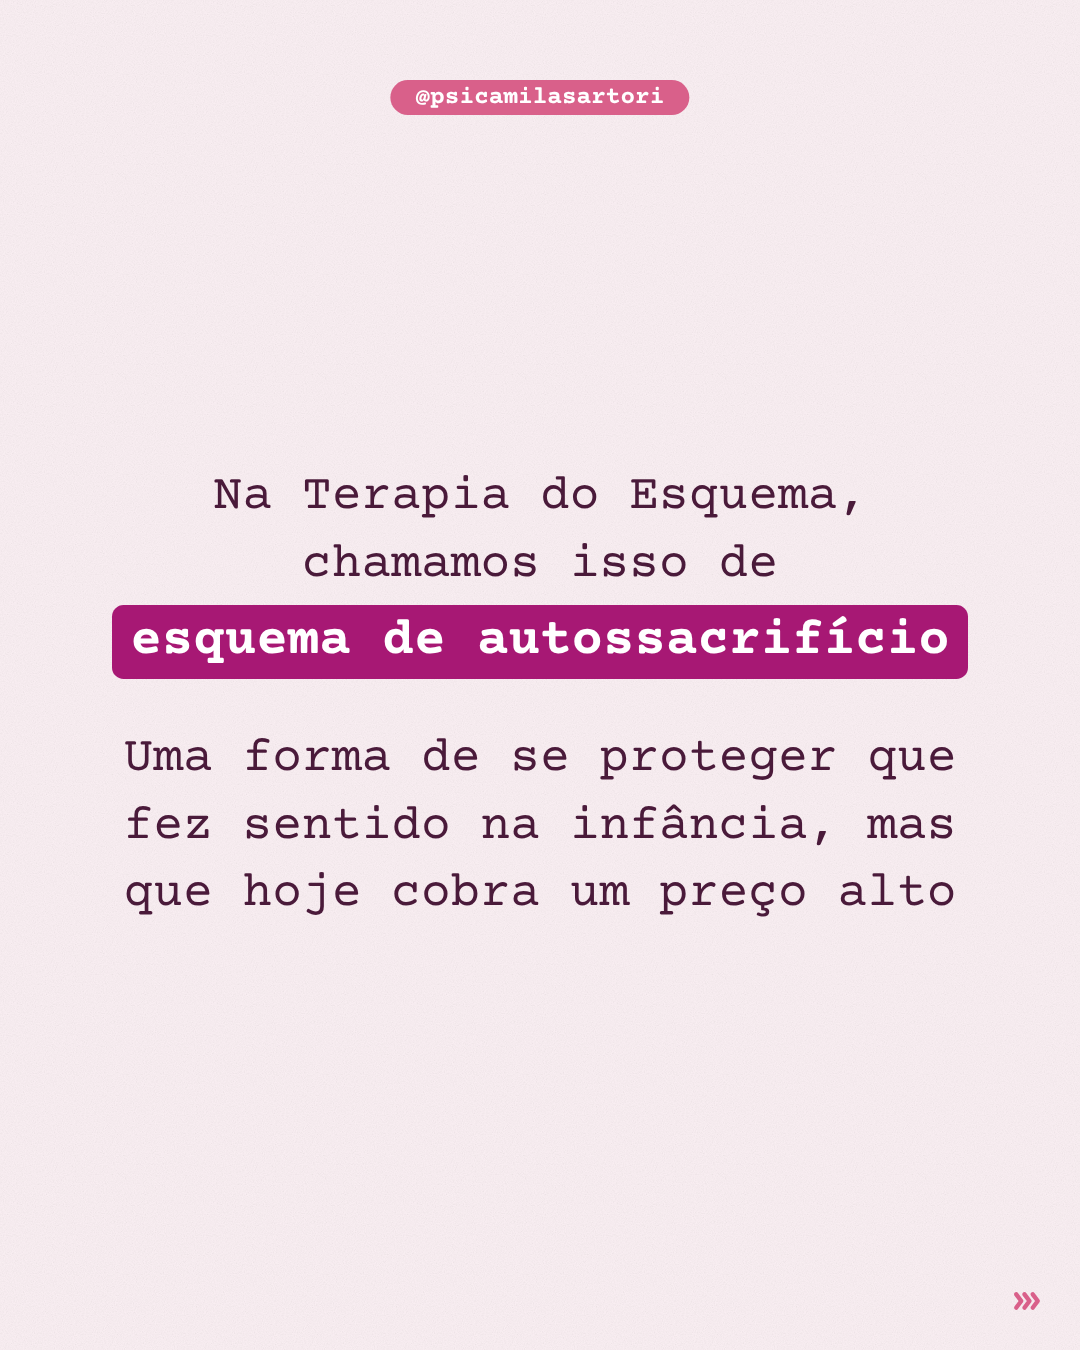 @psicamilasartori
Na Terapia do Esquema,
chamamos isso de
esquema de autossacrifício
Uma forma de se proteger que
fez sentido na infância, mas
que hoje cobra um preço alto